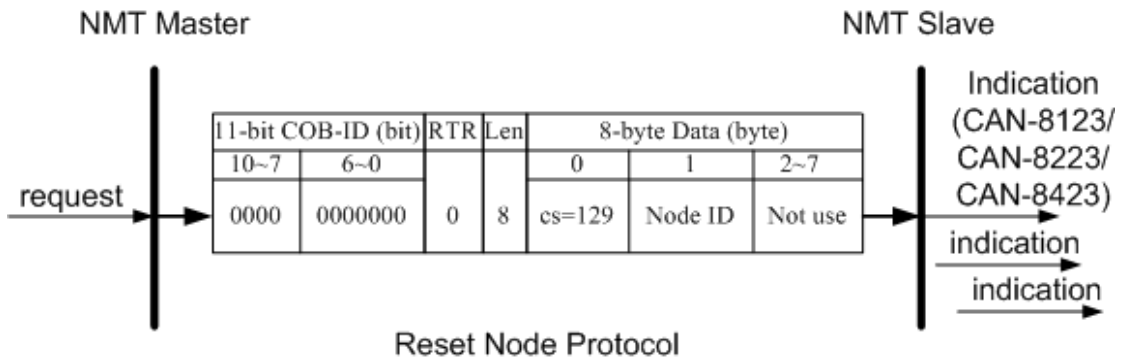 NMT Master
NMT Slave
Indication
(CAN-8123/
CAN-8223/
CAN-8423)
11-bit COB-ID (bit) RTR Len 8-byte Data (byte)
10~7 6~0 0 1 2~7
request
0000 0000000 0 8 cs=129 Node ID Not use
indication
indication
Reset Node Protocol